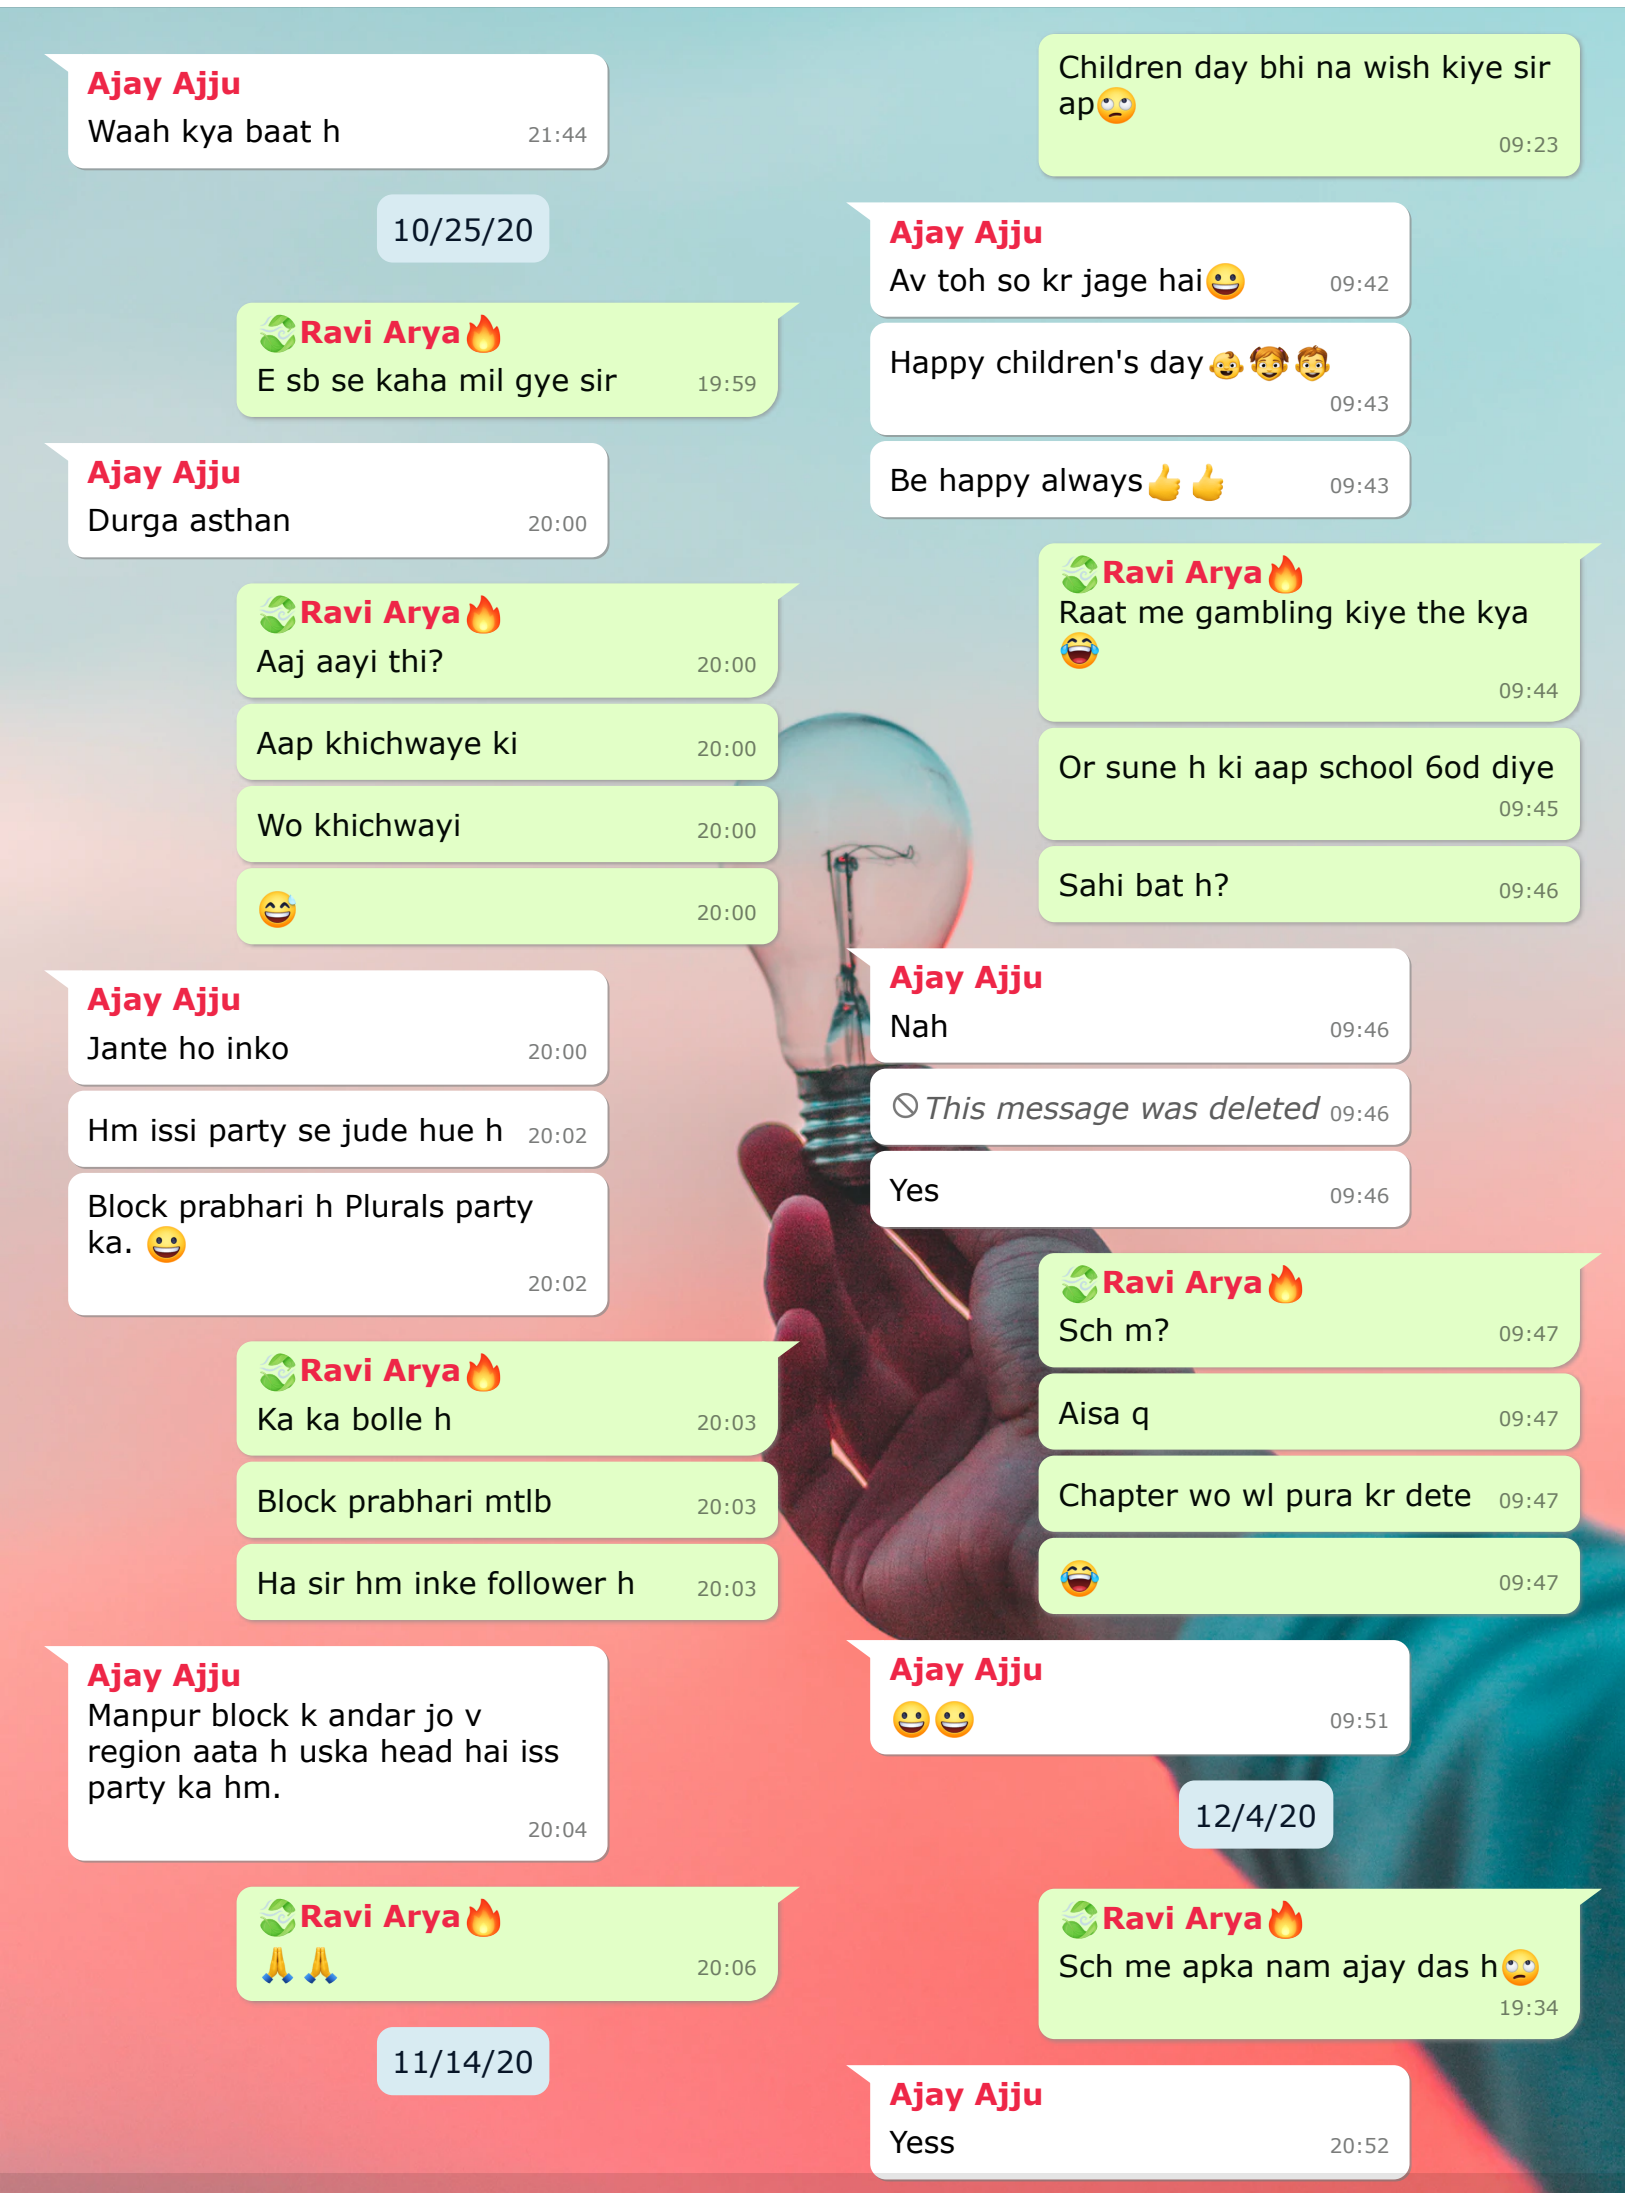 Ajay Ajju
Waah kya baat h 21:44
10/25/20
Ravi Arya🔥
E sb se kaha mil gye sir 19:59
Ajay Ajju
Durga asthan 20:00
Ravi Arya🔥
Aaj aayi thi? 20:00
Aap khichwaye ki 20:00
Wo khichwayi 20:00
😅 20:00
Ajay Ajju
Jante ho inko 20:00
Hm issi party se jude hue h 20:02
Block prabhari h Plurals party
ka. 😀
20:02
Ravi Arya🔥
Ka ka bolle h 20:03
Block prabhari mtlb 20:03
Ha sir hm inke follower h 20:03
Ajay Ajju
Manpur block k andar jo v
region aata h uska head hai iss
party ka hm.
20:04
Ravi Arya🔥
🙏🙏 20:06
11/14/20
Children day bhi na wish kiye sir
ap🙄
09:23
Ajay Ajju
Av toh so kr jage hai😀 09:42
Happy children's day👶👧🧒
09:43
Be happy always👍👍 09:43
Ravi Arya🔥
Raat me gambling kiye the kya
😂
09:44
Or sune h ki aap school 6od diye
09:45
Sahi bat h? 09:46
Ajay Ajju
Nah 09:46
This message was deleted 09:46
Yes 09:46
Ravi Arya🔥
Sch m? 09:47
Aisa q 09:47
Chapter wo wl pura kr dete 09:47
😂 09:47
Ajay Ajju
😀😀 09:51
12/4/20
Ravi Arya🔥
Sch me apka nam ajay das h🙄
19:34
Ajay Ajju
Yess 20:52